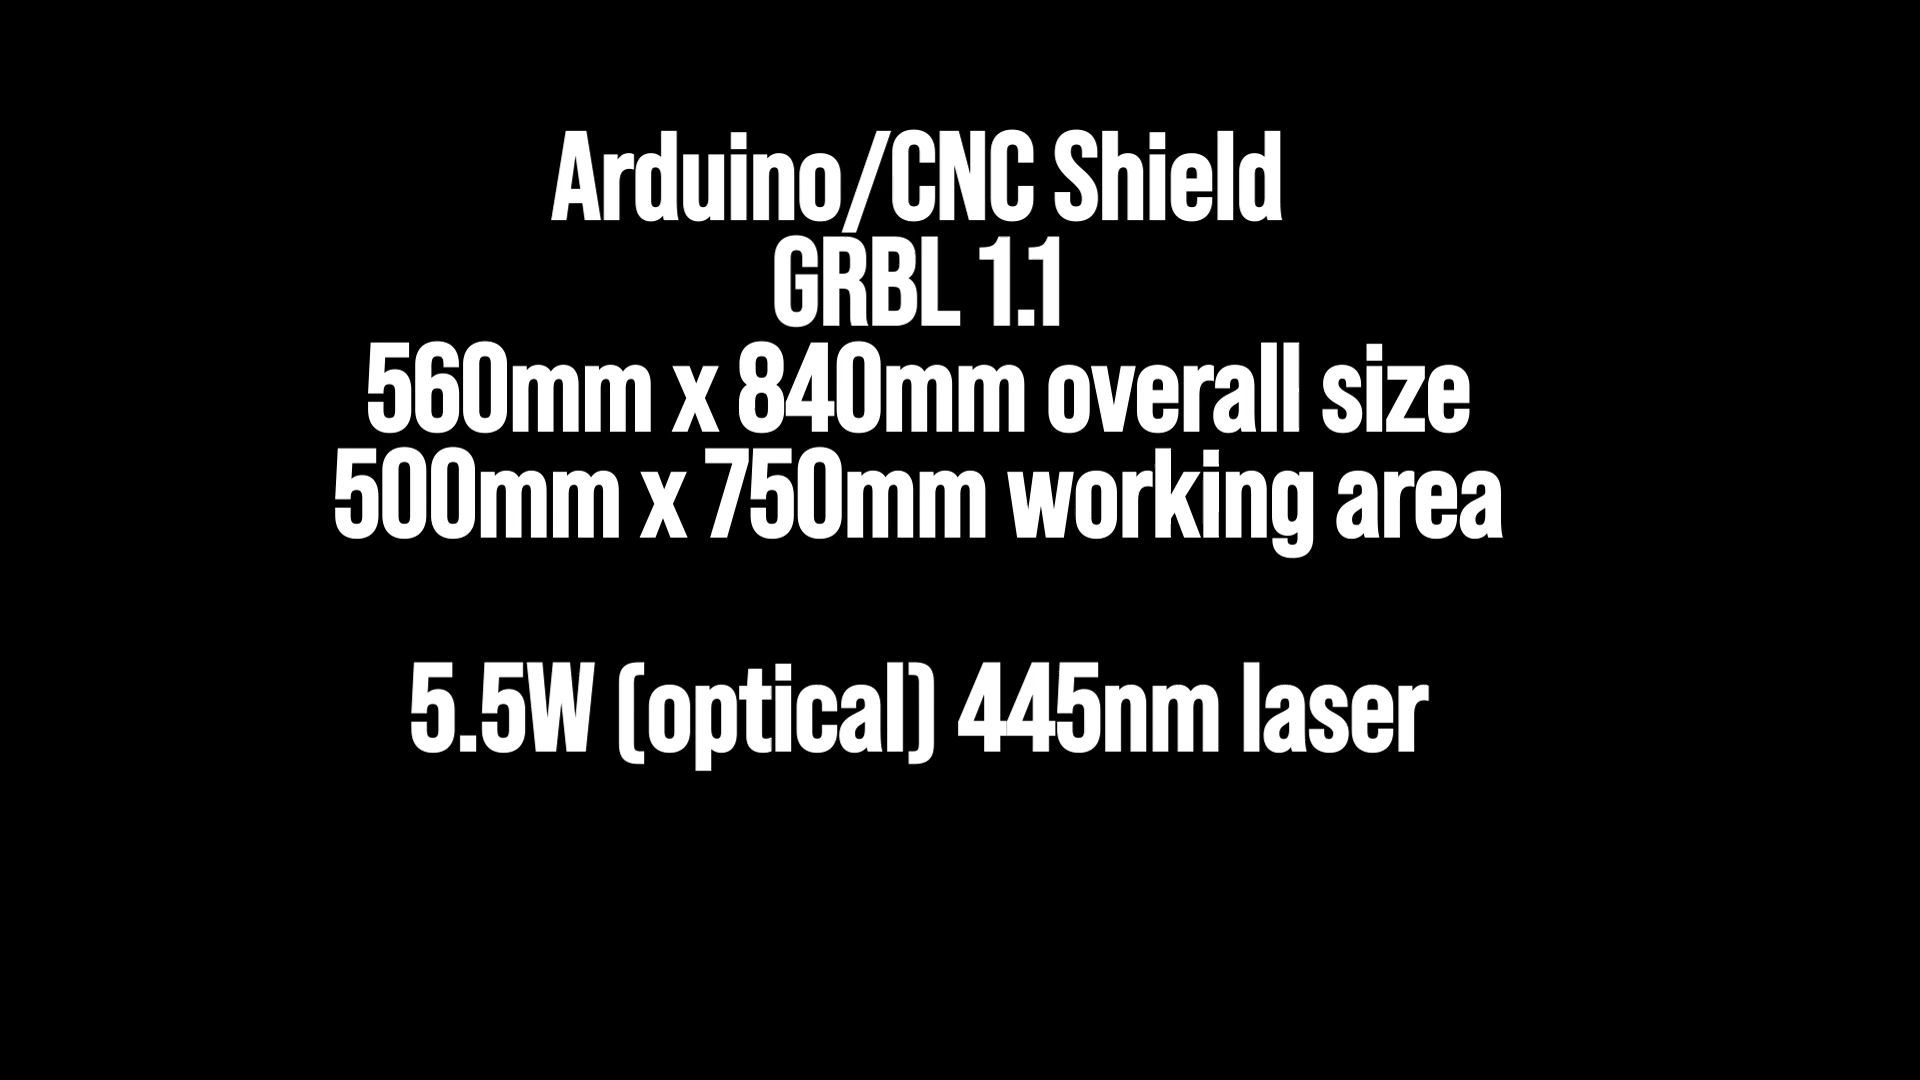 Arduino/CNC Shield
GRBL 1.1
560mm x 840mm overall size
500mm x 750mm working area
5.5W (optical) 445nm laser